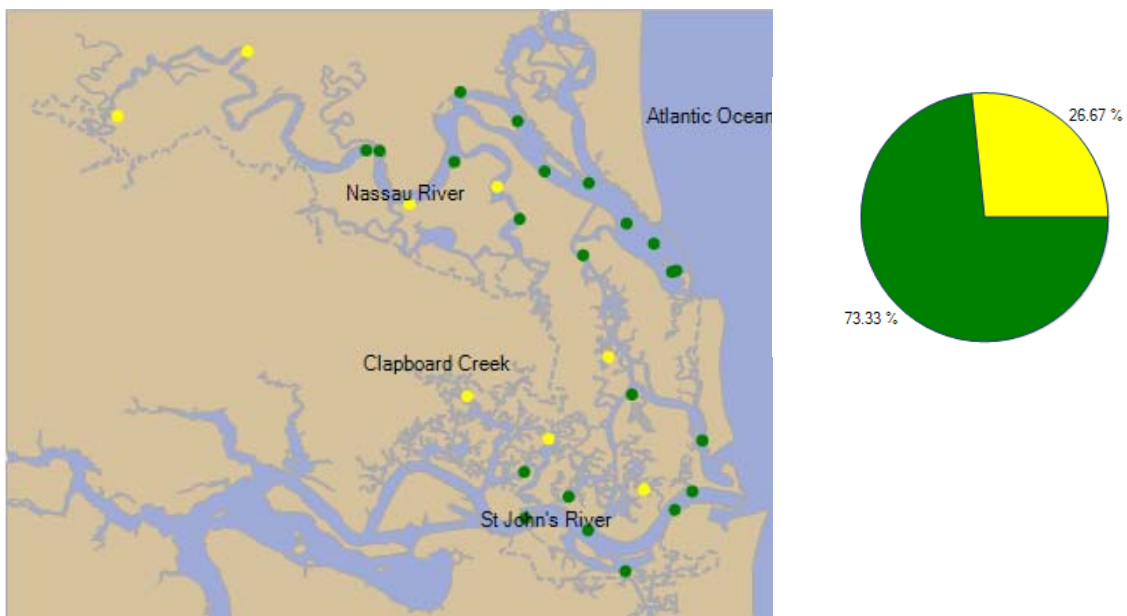 Atlantic Ocean
26.67 %
Nassau River
73.33 %
Clapboard Creek
St John's River